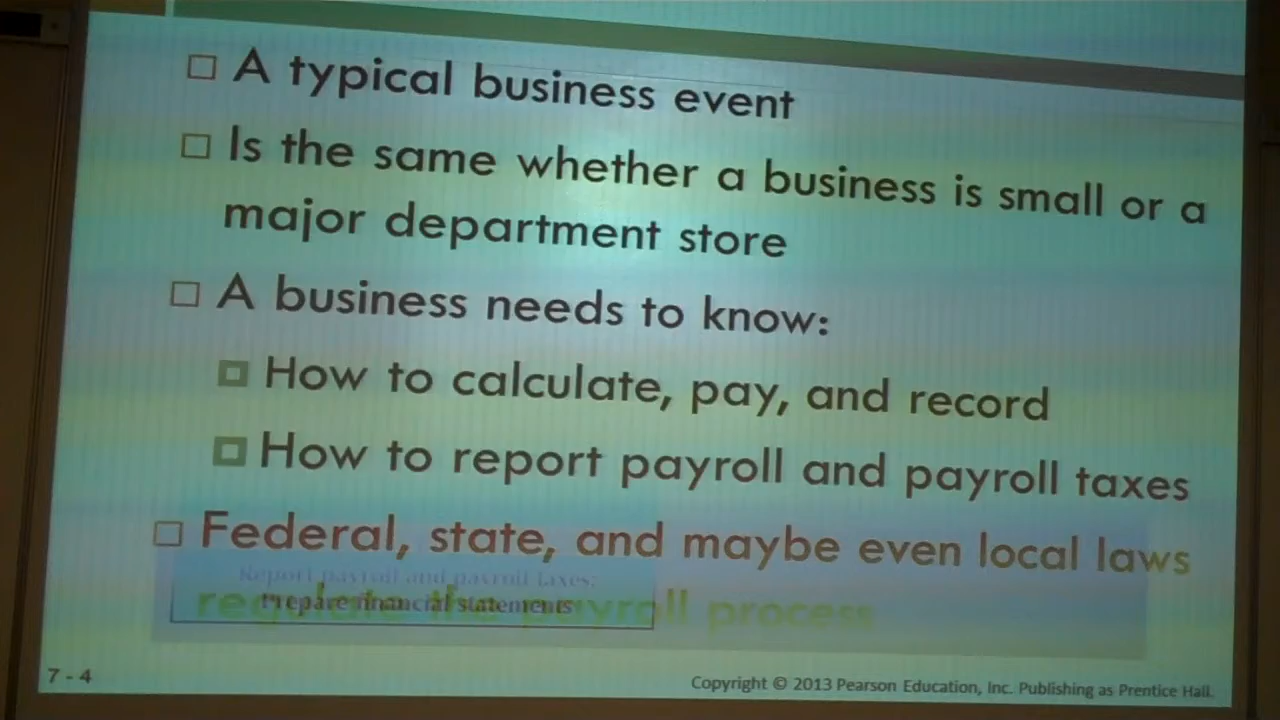 A typical business event
Is the same whether a business is small or a
major department store
A business needs to know:
How to calculate, pay, and record
How to report payroll and payroll taxes
Federal, state, and maybe even local laws
Report payroll and payroll taxes;
Prepare financial statements
regulate the payroll process
7 - 4
Copyright © 2013 Pearson Education, Inc. Publishing as Prentice Hall.